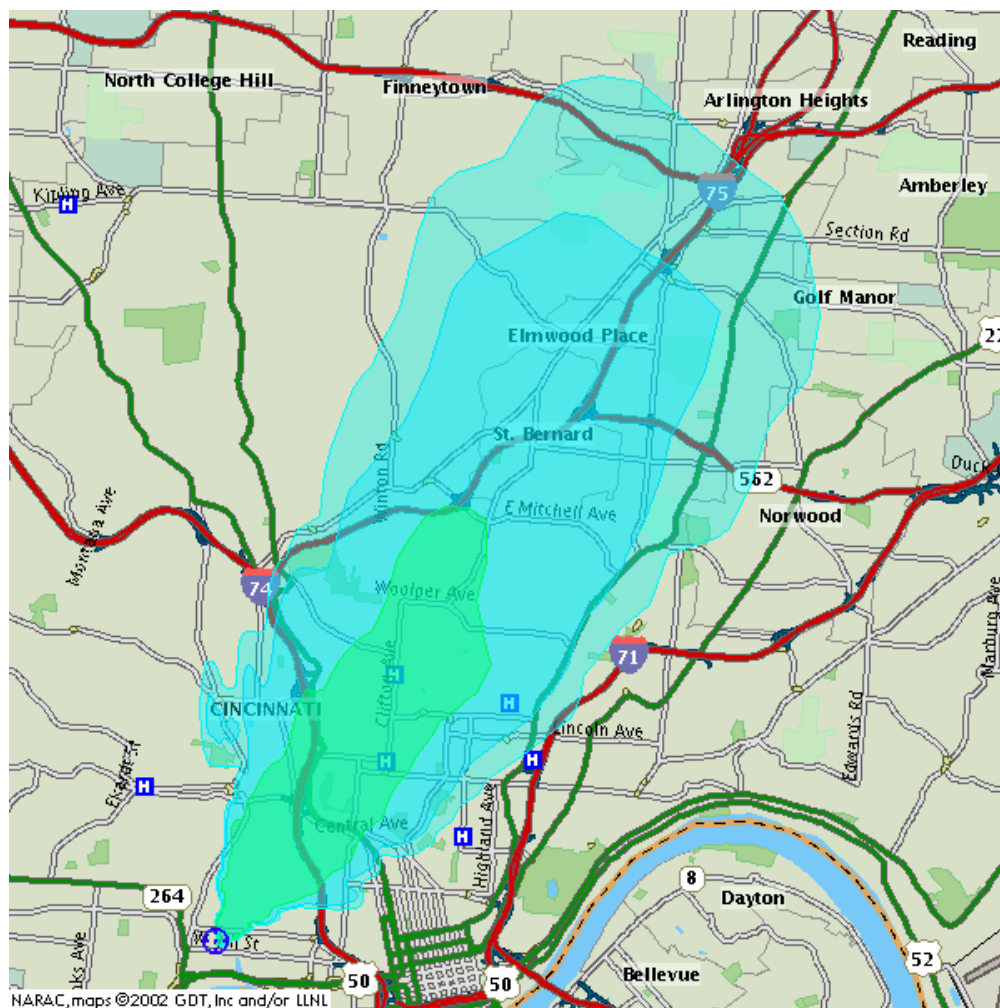 Reading
North College Hill
Finneytown
Arlington Heights
Kipling Ave
H
75
Amberley
Section Rd
Golf Manor
Elmwood Place
22
St. Bernard
Winton Rd
Duck
562
E Mitchell Ave
Norwood
Montana Ave
74
Woolper Ave
71
Marburg Ave
H
Clifton Ave
H
CINCINNATI
Lincoln Ave
Edwards Rd
H
H
H
Central Ave
H
Highland Ave
8
264
Dayton
St
52
50
50
Bellevue
NARAC, maps ©2002 GDT, Inc and/or LLNL